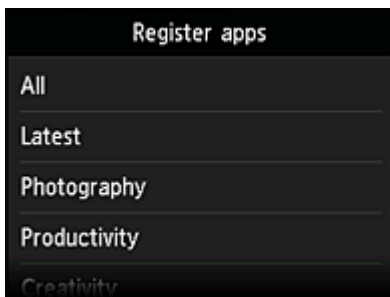 Register apps
All
Latest
Photography
Productivity
Creativity